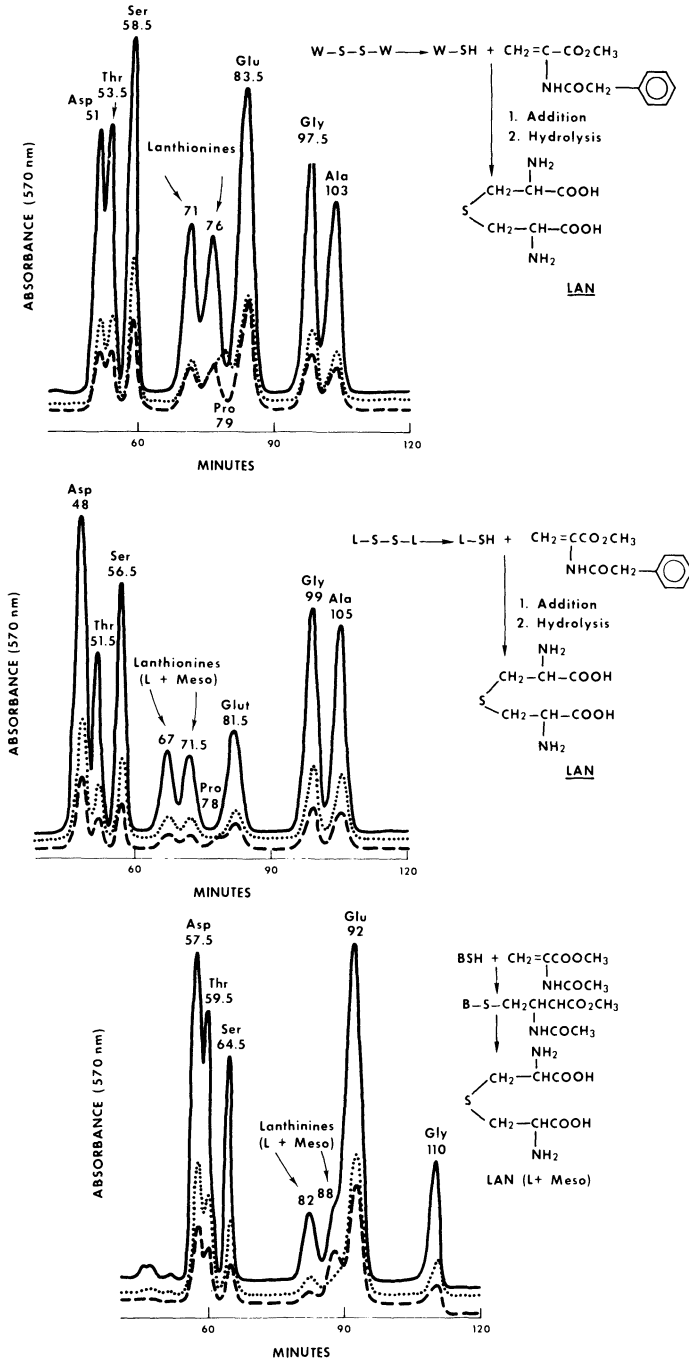 Ser
58.5
Thr
53.5
Asp
51
Glu
83.5
Lanthionines
71
76
Gly
97.5
Ala
103
Pro
79
ABSORBANCE (570 nm)
60
90
120
MINUTES
W-S-S-W → W-SH + CH2=C-CO2CH3
NHCOCH2-
1. Addition
2. Hydrolysis
NH2
CH2-CH-COOH
S
CH2-CH-COOH
NH2
LAN
Asp
48
Ser
56.5
Thr
51.5
Lanthionines
(L + Meso)
67
71.5
Pro
78
Glut
81.5
Gly
99
Ala
105
ABSORBANCE (570 nm)
60
90
120
MINUTES
L-S-S-L → L-SH + CH2=CCO2CH3
NHCOCH2-
1. Addition
2. Hydrolysis
NH2
CH2-CH-COOH
S
CH2-CH-COOH
NH2
LAN
Asp
57.5
Thr
59.5
Ser
64.5
Lanthinines
(L + Meso)
82
88
Glu
92
Gly
110
ABSORBANCE (570 nm)
60
90
120
MINUTES
BSH + CH2=CCOOCH3
NHCOCH3
B-S-CH2CHCHCO2CH3
NHCOCH3
NH2
CH2-CHCOOH
S
CH2-CHCOOH
NH2
LAN (L+ Meso)